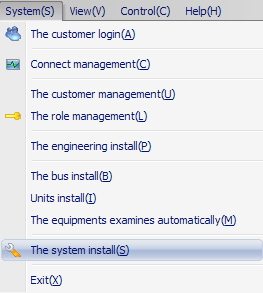 System(S) View(V) Control(C) Help(H)
The customer login(A)
Connect management(C)
The customer management(U)
The role management(L)
The engineering install(P)
The bus install(B)
Units install(I)
The equipments examines automatically(M)
The system install(S)
Exit(X)